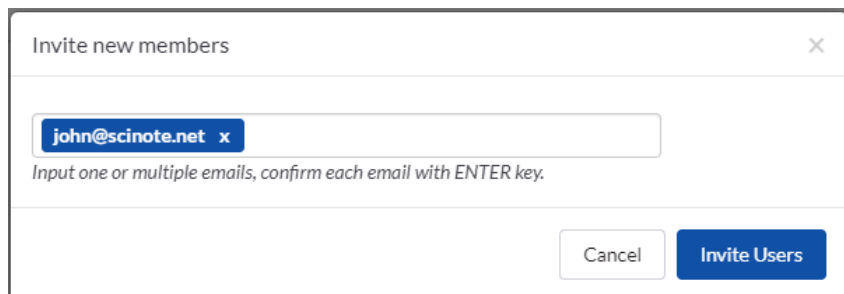 Invite new members ×
john@scinote.net x
Input one or multiple emails, confirm each email with ENTER key.
Cancel Invite Users